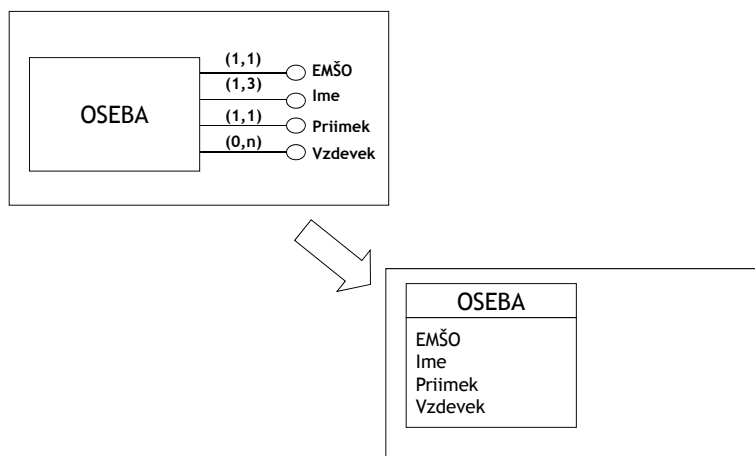 OSEBA
(1,1)
EMŠO
(1,3)
Ime
(1,1)
Priimek
(0,n)
Vzdevek
OSEBA
EMŠO
Ime
Priimek
Vzdevek